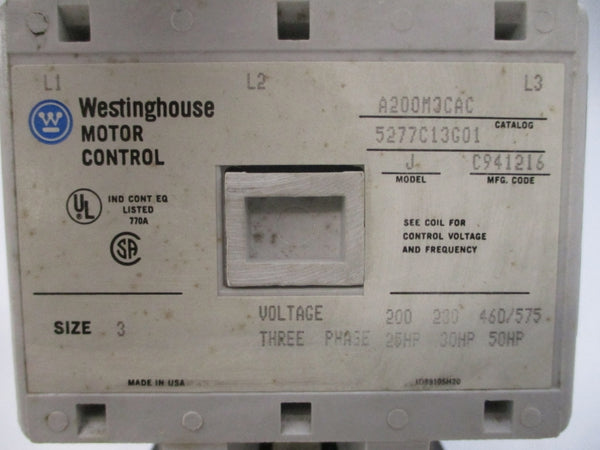 L1 L2 L3
Westinghouse
MOTOR
CONTROL
A200M3CAC
CATALOG
5277C13G01
J C941216
MODEL MFG. CODE
UL
IND CONT EQ
LISTED
770A
SA
SEE COIL FOR
CONTROL VOLTAGE
AND FREQUENCY
VOLTAGE 200 230 460/575
SIZE 3
THREE PHASE 25HP 30HP 50HP
MADE IN USA